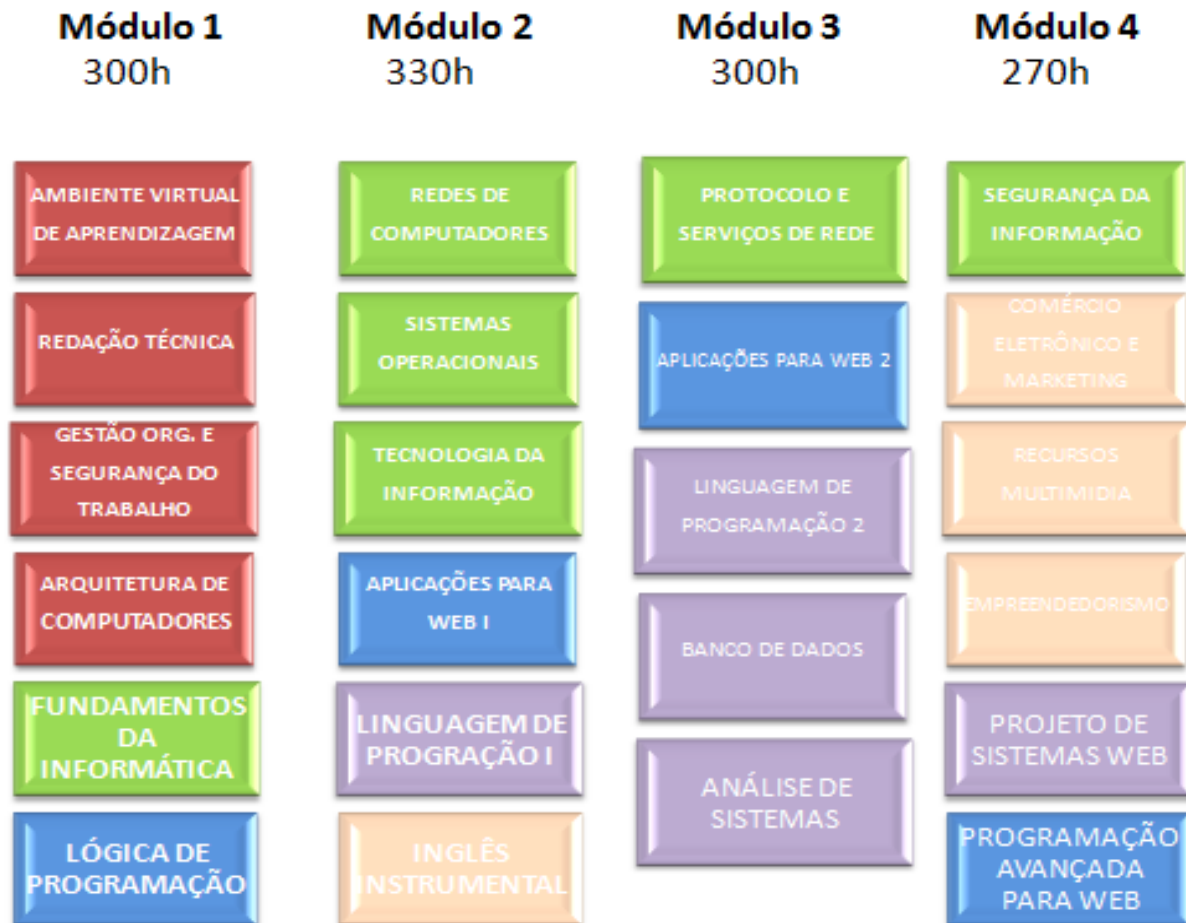 Módulo 1
300h
Módulo 2
330h
Módulo 3
300h
Módulo 4
270h
AMBIENTE VIRTUAL
DE APRENDIZAGEM
REDAÇÃO TÉCNICA
GESTÃO ORG. E
SEGURANÇA DO
TRABALHO
ARQUITETURA DE
COMPUTADORES
FUNDAMENTOS
DA
INFORMÁTICA
LÓGICA DE
PROGRAMAÇÃO
REDES DE
COMPUTADORES
SISTEMAS
OPERACIONAIS
TECNOLOGIA DA
INFORMAÇÃO
APLICAÇÕES PARA
WEB I
LINGUAGEM DE
PROGRAÇÃO I
INGLÊS
INSTRUMENTAL
PROTOCOLO E
SERVIÇOS DE REDE
APLICAÇÕES PARA WEB 2
LINGUAGEM DE
PROGRAMAÇÃO 2
BANCO DE DADOS
ANÁLISE DE
SISTEMAS
SEGURANÇA DA
INFORMAÇÃO
COMÉRCIO
ELETRÔNICO E
MARKETING
RECURSOS
MULTIMIDIA
EMPREENDEDORISMO
PROJETO DE
SISTEMAS WEB
PROGRAMAÇÃO
AVANÇADA
PARA WEB